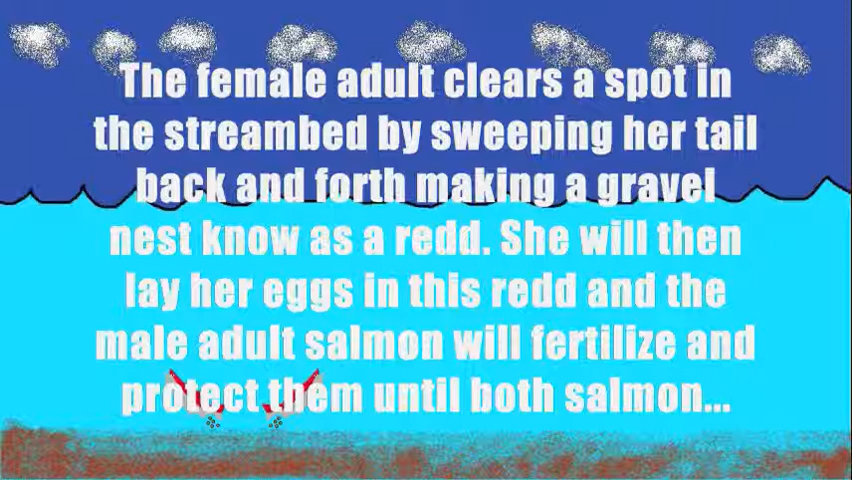 The female adult clears a spot in
the streambed by sweeping her tail
back and forth making a gravel
nest know as a redd. She will then
lay her eggs in this redd and the
male adult salmon will fertilize and
protect them until both salmon...